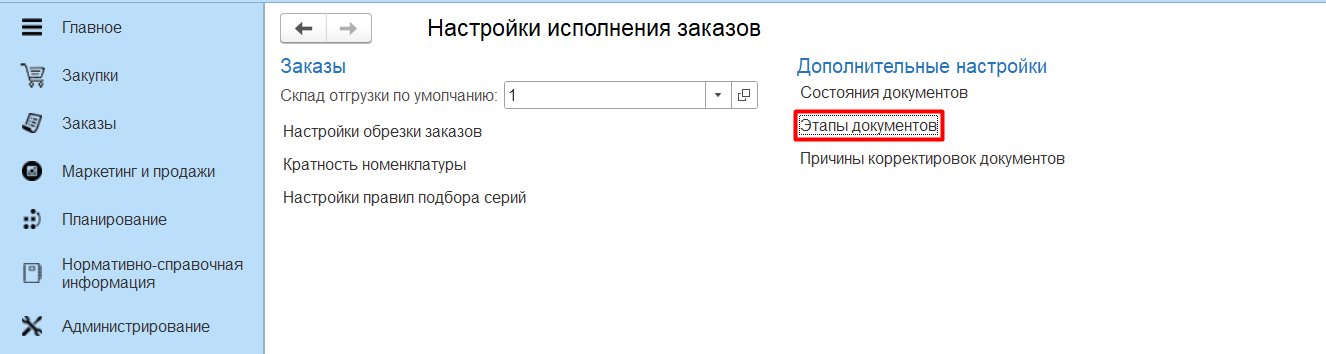 Главное
Закупки
Заказы
Маркетинг и продажи
Планирование
Нормативно-справочная
информация
Администрирование
Настройки исполнения заказов
Заказы
Склад отгрузки по умолчанию: 1
Настройки обрезки заказов
Кратность номенклатуры
Настройки правил подбора серий
Дополнительные настройки
Состояния документов
Этапы документов
Причины корректировок документов